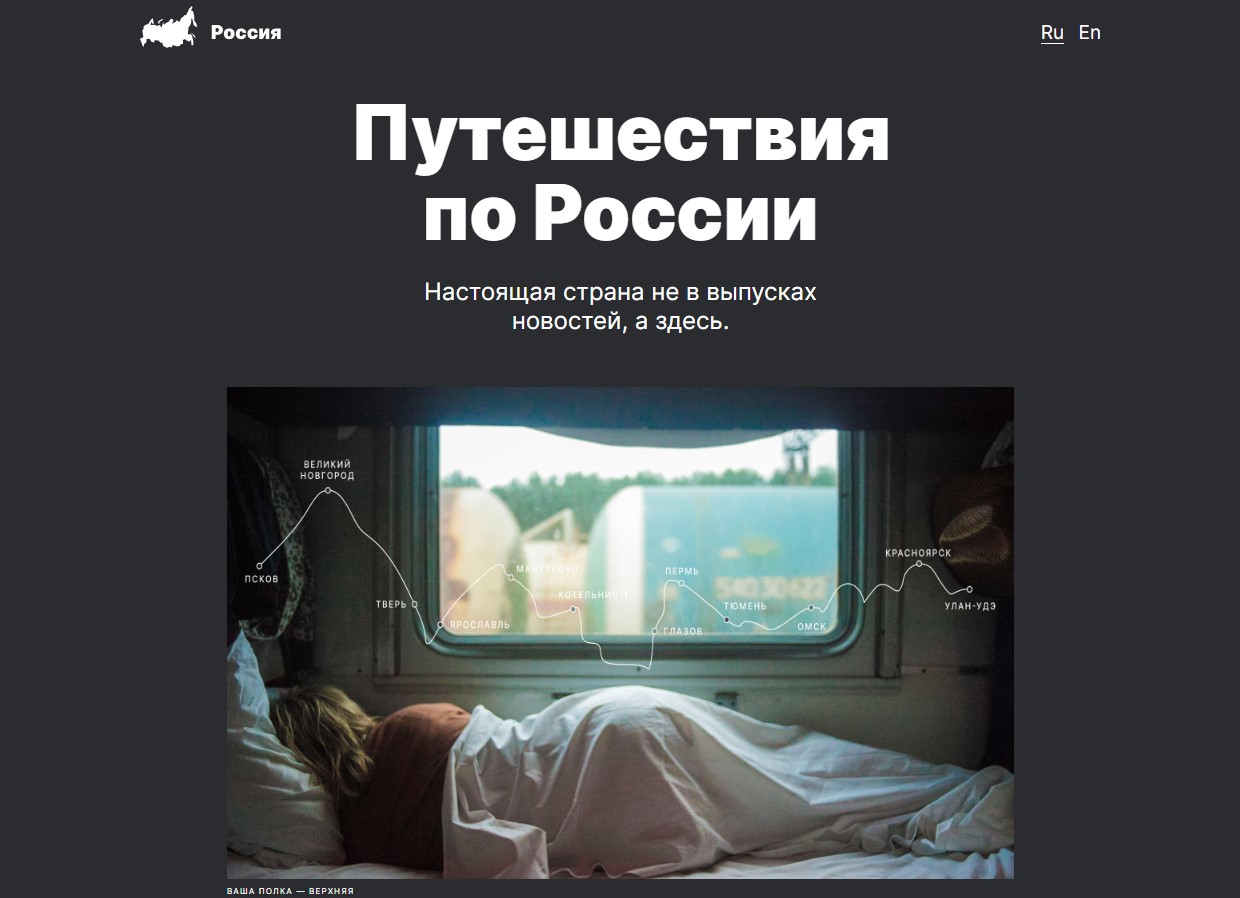 Россия
Ru En
Путешествия
по России
Настоящая страна не в выпусках
новостей, а здесь.
ВЕЛИКИЙ
НОВГОРОД
ПСКОВ
ТВЕРЬ
ЯРОСЛАВЛЬ
МАНТУРОВО
КОТЕЛЬНИЧ-1
ГЛАЗОВ
ПЕРМЬ
ТЮМЕНЬ
ОМСК
КРАСНОЯРСК
УЛАН-УДЭ
54030622
ВАША ПОЛКА — ВЕРХНЯЯ